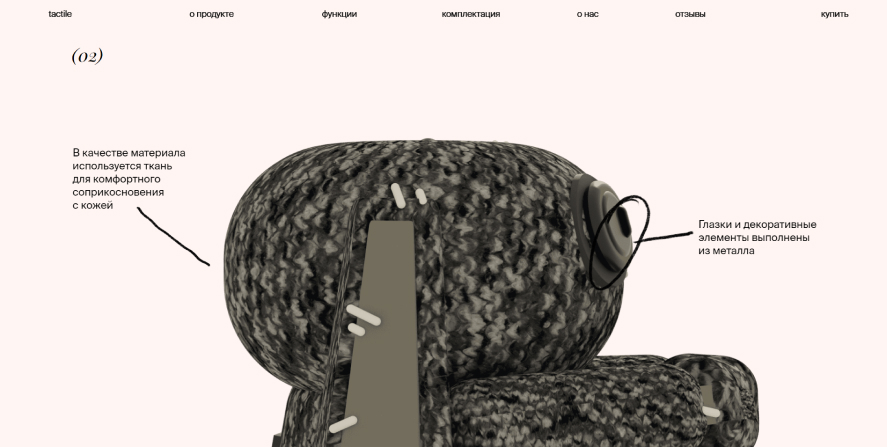 tactile о продукте функции комплектация о нас отзывы купить
(02)
В качестве материала
используется ткань
для комфортного
соприкосновения
с кожей
Глазки и декоративные
элементы выполнены
из металла